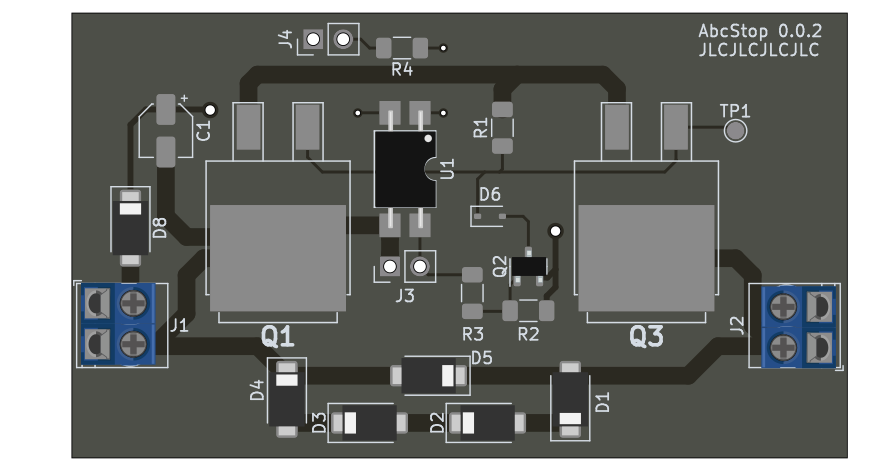 AbcStop 0.0.2
JLCJLCJLCJLC
J4
R4
+
C1
R1
TP1
U1
D6
D8
Q2
J3
J1
Q1
R3
R2
Q3
J2
D5
D4
D1
D3
D2